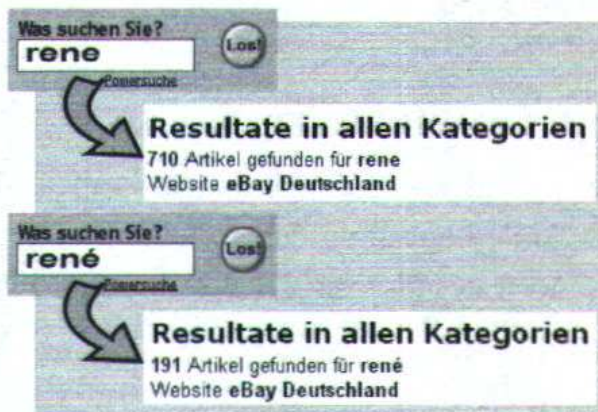 Was suchen Sie?
rene
Los!
Powersuche
Resultate in allen Kategorien
710 Artikel gefunden für rene
Website eBay Deutschland
Was suchen Sie?
rené
Los!
Powersuche
Resultate in allen Kategorien
191 Artikel gefunden für rené
Website eBay Deutschland